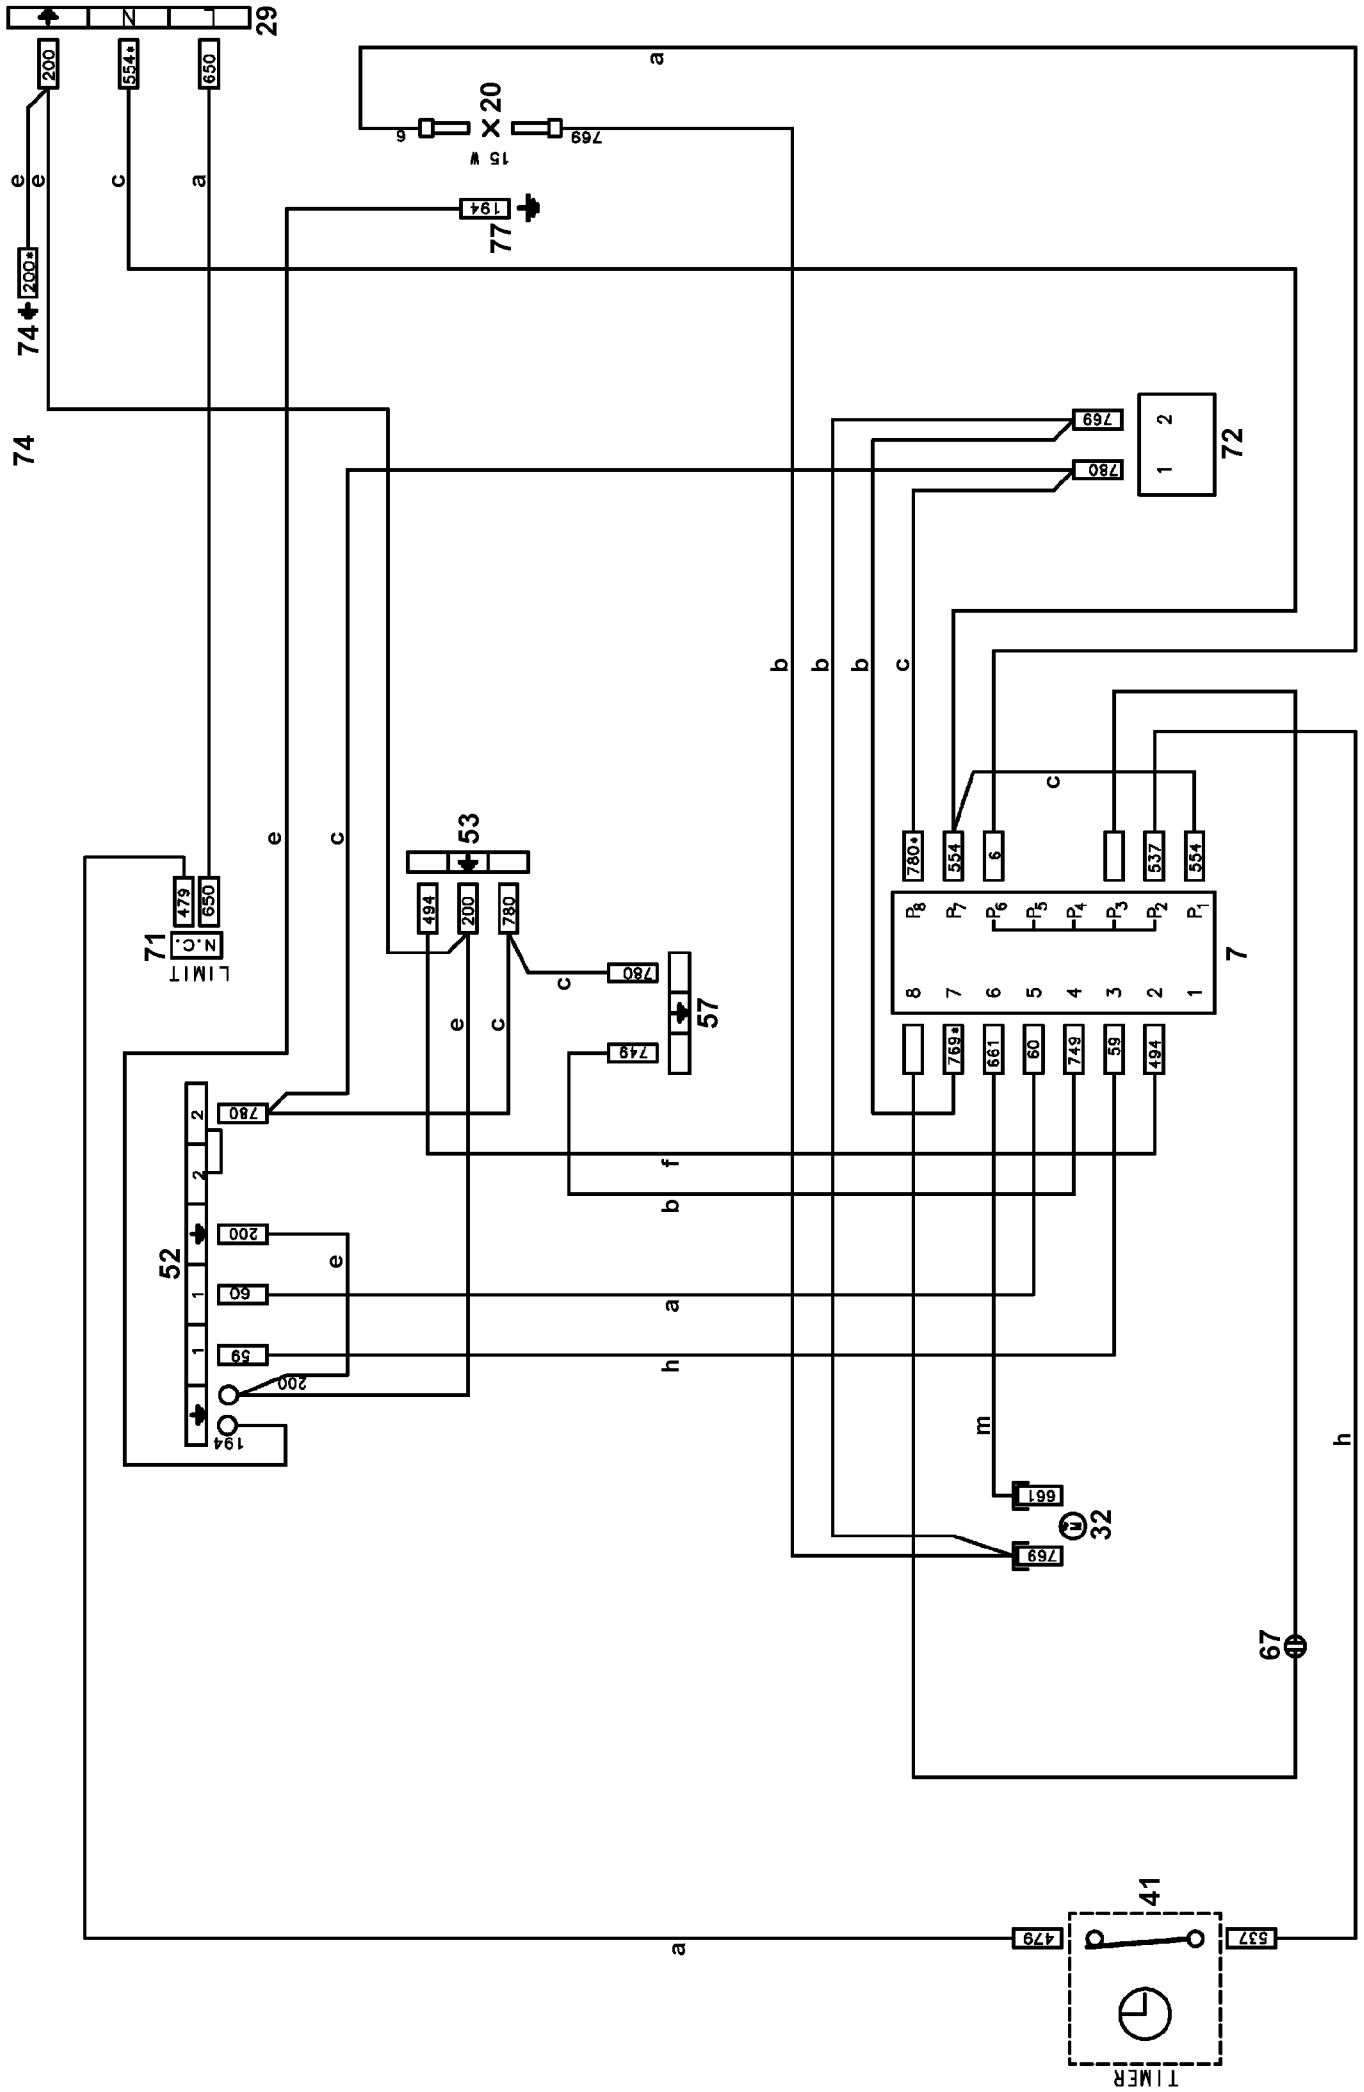 N
L
29
200
554*
650
a
6
20
15 W
769
e
e
c
a
194
77
200*
74
74
769
780
2
1
72
b
b
b
c
e
c
53
c
479
650
71
N.C.
LIMIT
494
200
780
780*
554
6
537
554
P8
P7
P6
P5
P4
P3
P2
P1
7
8
7
6
5
4
3
2
1
780
c
57
e
c
749
769*
661
60
749
59
494
2
780
2
f
b
52
200
e
1
60
a
1
59
h
200
194
m
h
661
M
32
769
67
41
479
537
a
TIMER